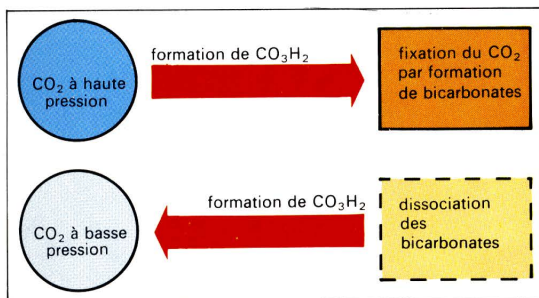 formation de CO₃H₂
CO₂ à haute
pression
fixation du CO₂
par formation
de bicarbonates
formation de CO₃H₂
CO₂ à basse
pression
dissociation
des
bicarbonates